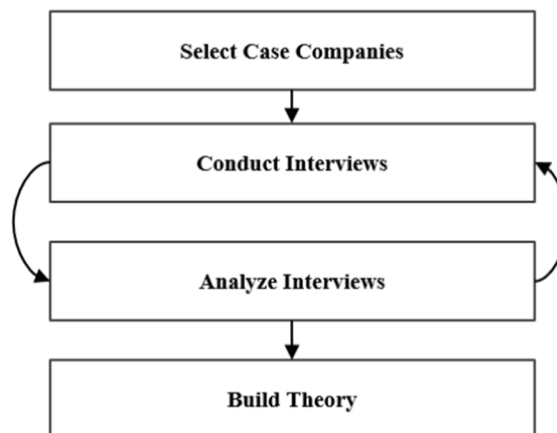 Select Case Companies
Conduct Interviews
Analyze Interviews
Build Theory